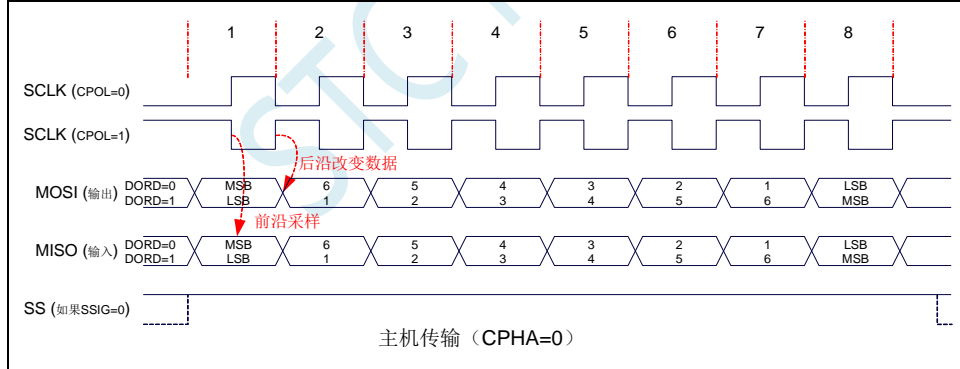 1 2 3 4 5 6 7 8
SCLK (CPOL=0)
SCLK (CPOL=1)
后沿改变数据
MOSI (输出) DORD=0 MSB 6 5 4 3 2 1 LSB
DORD=1 LSB 1 2 3 4 5 6 MSB
前沿采样
MISO (输入) DORD=0 MSB 6 5 4 3 2 1 LSB
DORD=1 LSB 1 2 3 4 5 6 MSB
SS (如果SSIG=0)
主机传输（CPHA=0）